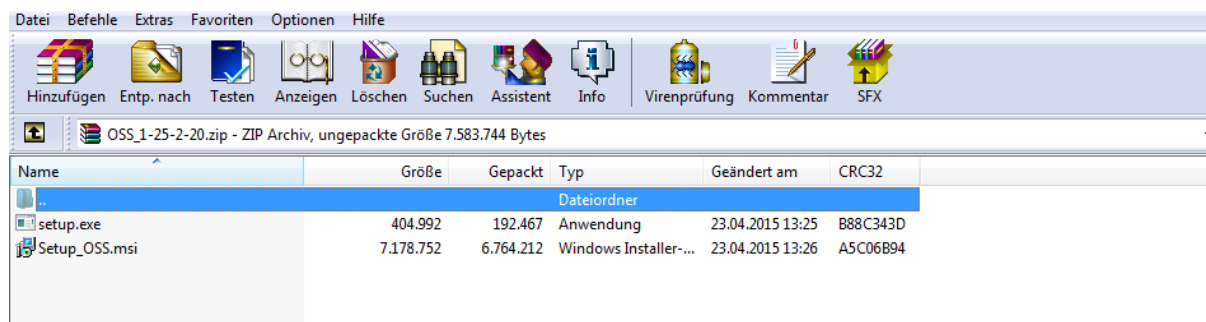 Datei Befehle Extras Favoriten Optionen Hilfe
Hinzufügen Entp. nach Testen Anzeigen Löschen Suchen Assistent Info Virenprüfung Kommentar SFX
OSS_1-25-2-20.zip - ZIP Archiv, ungepackte Größe 7.583.744 Bytes
Name Größe Gepackt Typ Geändert am CRC32
.. Dateiordner
setup.exe 404.992 192.467 Anwendung 23.04.2015 13:25 B88C343D
Setup_OSS.msi 7.178.752 6.764.212 Windows Installer-... 23.04.2015 13:26 A5C06B94